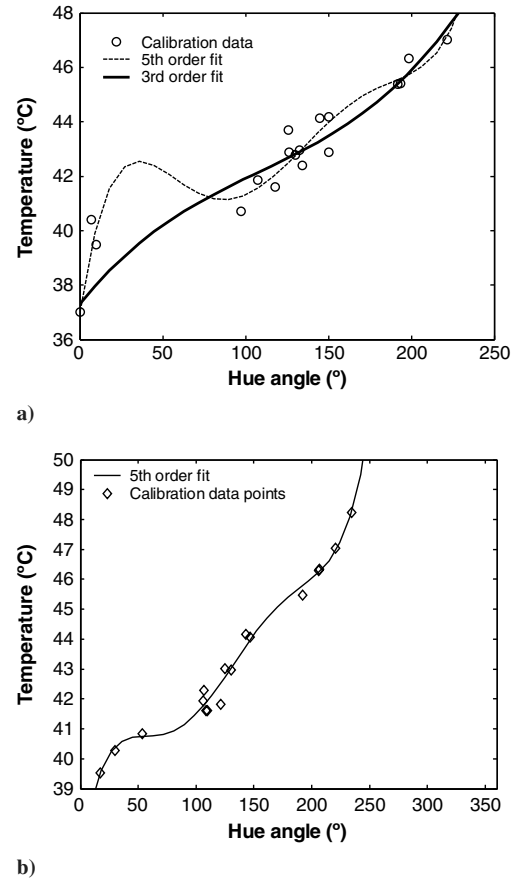 48
46
44
42
40
38
36
Temperature (°C)
Calibration data
5th order fit
3rd order fit
0 50 100 150 200 250
Hue angle (°)
a)
50
49
48
47
46
45
44
43
42
41
40
39
Temperature (°C)
5th order fit
Calibration data points
0 50 100 150 200 250 300 350
Hue angle (°)
b)